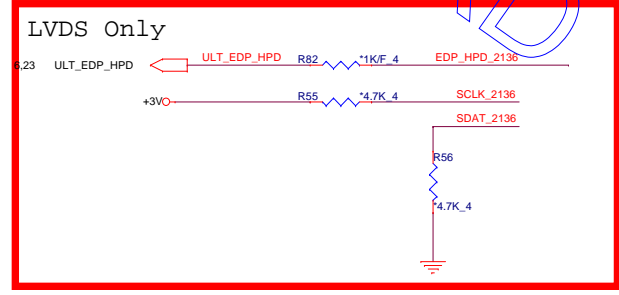 LVDS Only
6,23 ULT_EDP_HPD ULT_EDP_HPD R82 *1K/F_4 EDP_HPD_2136
+3V R55 *4.7K_4 SCLK_2136
SDAT_2136
R56
*4.7K_4